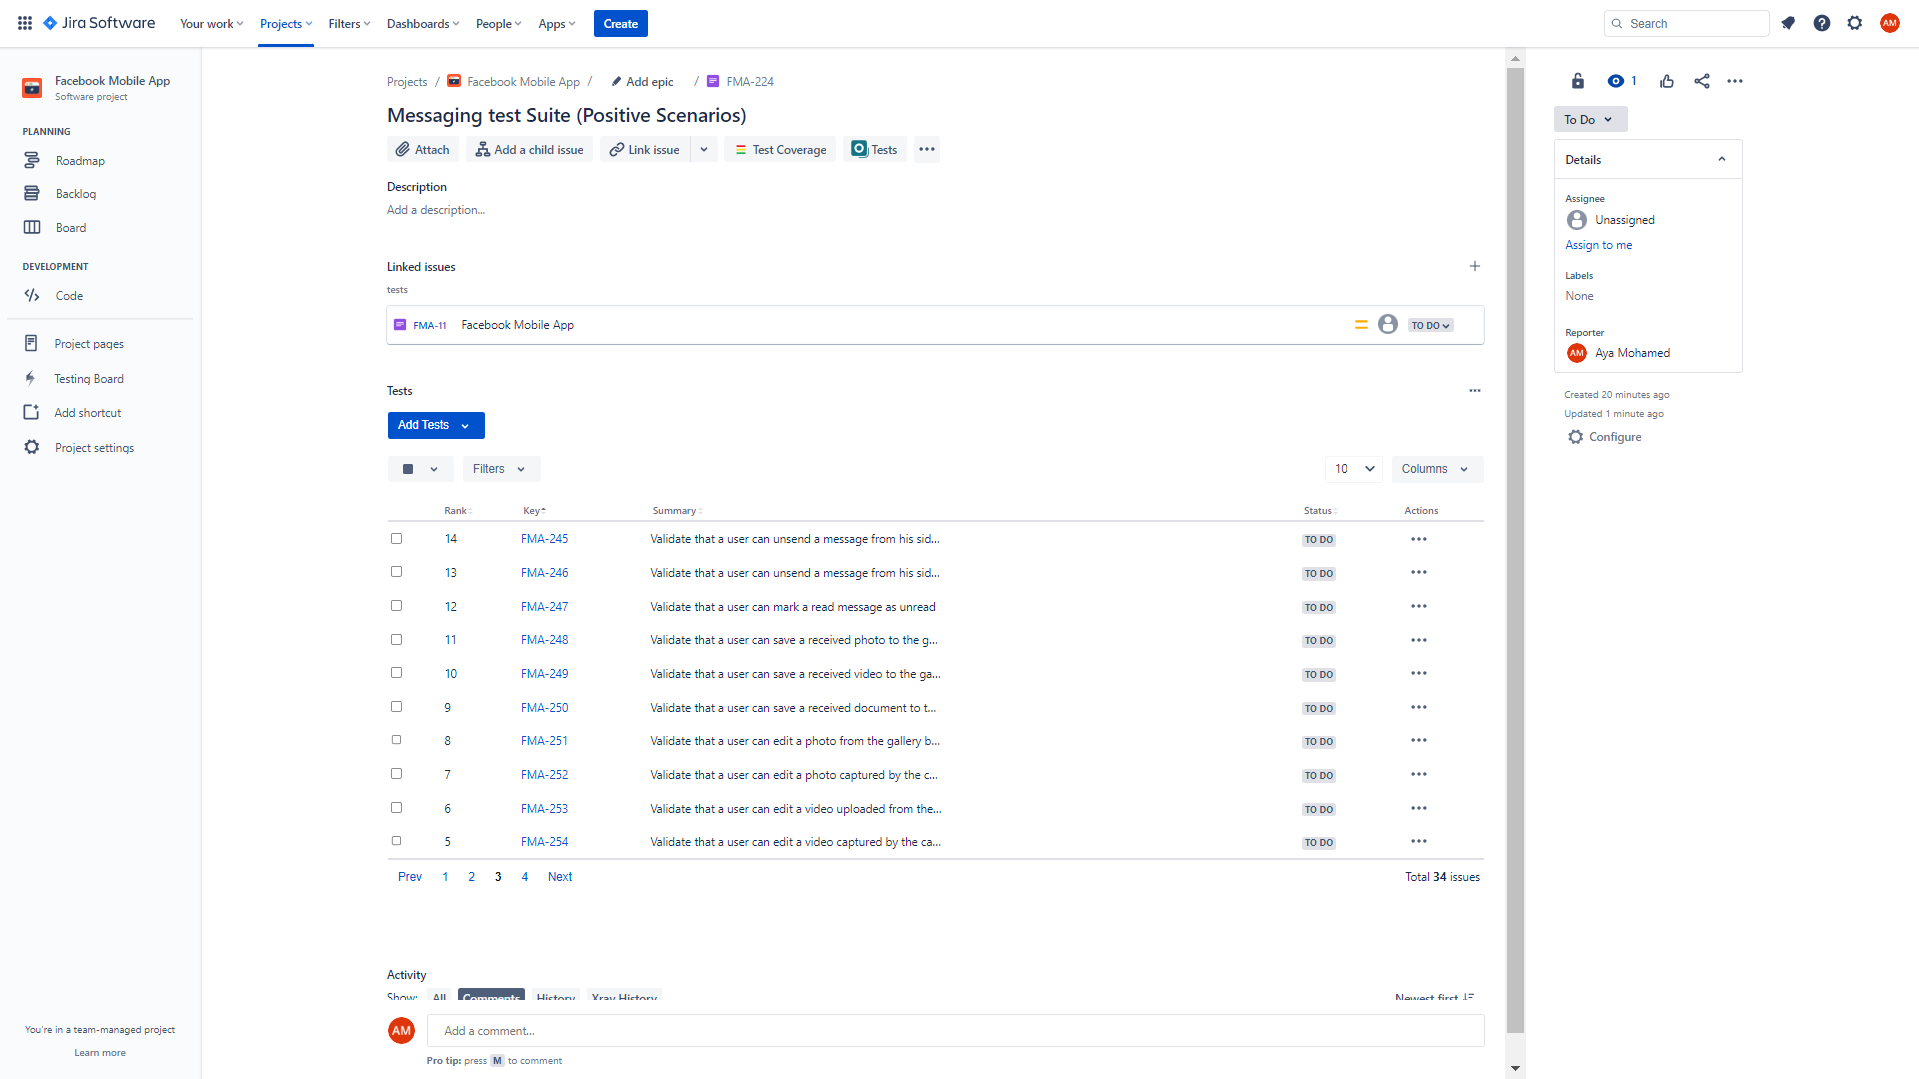 Jira Software Your work Projects Filters Dashboards People Apps Create Search AM
Facebook Mobile App
Software project
PLANNING
Roadmap
Backlog
Board
DEVELOPMENT
Code
Project pages
Testing Board
Add shortcut
Project settings
You're in a team-managed project
Learn more
Projects / Facebook Mobile App / Add epic / FMA-224
Messaging test Suite (Positive Scenarios)
Attach Add a child issue Link issue Test Coverage Tests
Description
Add a description...
Linked issues
tests
FMA-11 Facebook Mobile App TO DO
Tests
Add Tests
Filters 10 Columns
Rank Key Summary Status Actions
14 FMA-245 Validate that a user can unsend a message from his sid... TO DO
13 FMA-246 Validate that a user can unsend a message from his sid... TO DO
12 FMA-247 Validate that a user can mark a read message as unread TO DO
11 FMA-248 Validate that a user can save a received photo to the g... TO DO
10 FMA-249 Validate that a user can save a received video to the ga... TO DO
9 FMA-250 Validate that a user can save a received document to t... TO DO
8 FMA-251 Validate that a user can edit a photo from the gallery b... TO DO
7 FMA-252 Validate that a user can edit a photo captured by the c... TO DO
6 FMA-253 Validate that a user can edit a video uploaded from the... TO DO
5 FMA-254 Validate that a user can edit a video captured by the ca... TO DO
Prev 1 2 3 4 Next Total 34 issues
Activity
Show: All Comments History Xray History Newest first
AM Add a comment...
Pro tip: press M to comment
1
To Do
Details
Assignee
Unassigned
Assign to me
Labels
None
Reporter
AM Aya Mohamed
Created 20 minutes ago
Updated 1 minute ago
Configure